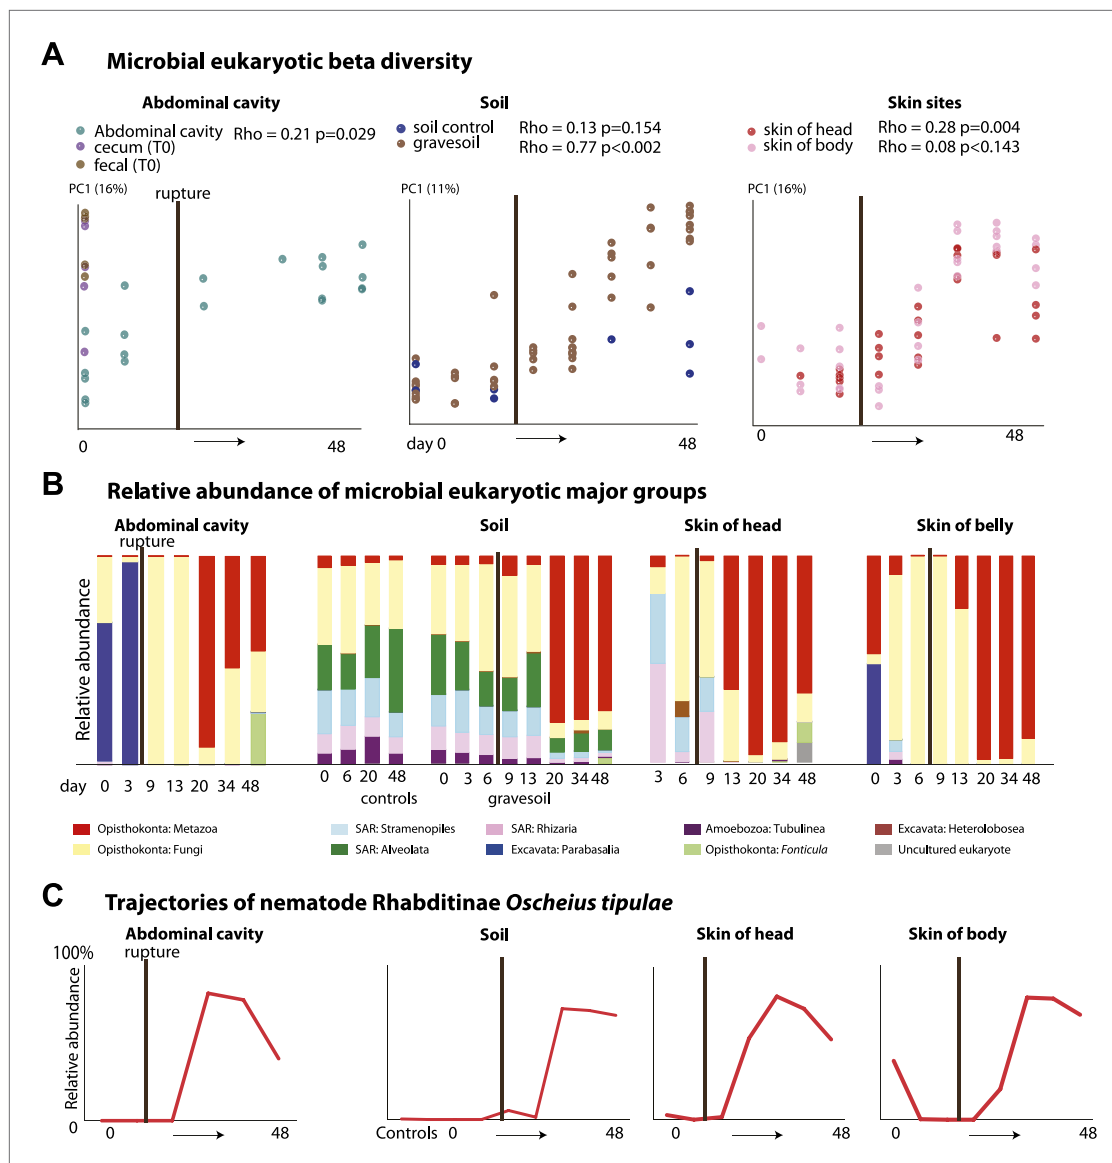 A Microbial eukaryotic beta diversity
Abdominal cavity Soil Skin sites
Abdominal cavity Rho = 0.21 p=0.029
cecum (T0)
fecal (T0)
soil control Rho = 0.13 p=0.154
gravesoil Rho = 0.77 p<0.002
skin of head Rho = 0.28 p=0.004
skin of body Rho = 0.08 p<0.143
PC1 (16%) rupture PC1 (11%) PC1 (16%)
0 48 day 0 48 0 48
B Relative abundance of microbial eukaryotic major groups
Abdominal cavity Soil Skin of head Skin of belly
rupture
Relative abundance
day 0 3 9 13 20 34 48 0 6 20 48 0 3 6 9 13 20 34 48 3 6 9 13 20 34 48 0 3 6 9 13 20 34 48
controls gravesoil
Opisthokonta: Metazoa SAR: Stramenopiles SAR: Rhizaria Amoebozoa: Tubulinea Excavata: Heterolobosea
Opisthokonta: Fungi SAR: Alveolata Excavata: Parabasalia Opisthokonta: Fonticula Uncultured eukaryote
C Trajectories of nematode Rhabditinae Oscheius tipulae
Abdominal cavity Soil Skin of head Skin of body
100% rupture
Relative abundance
0
0 48 Controls 0 48 0 48 0 48